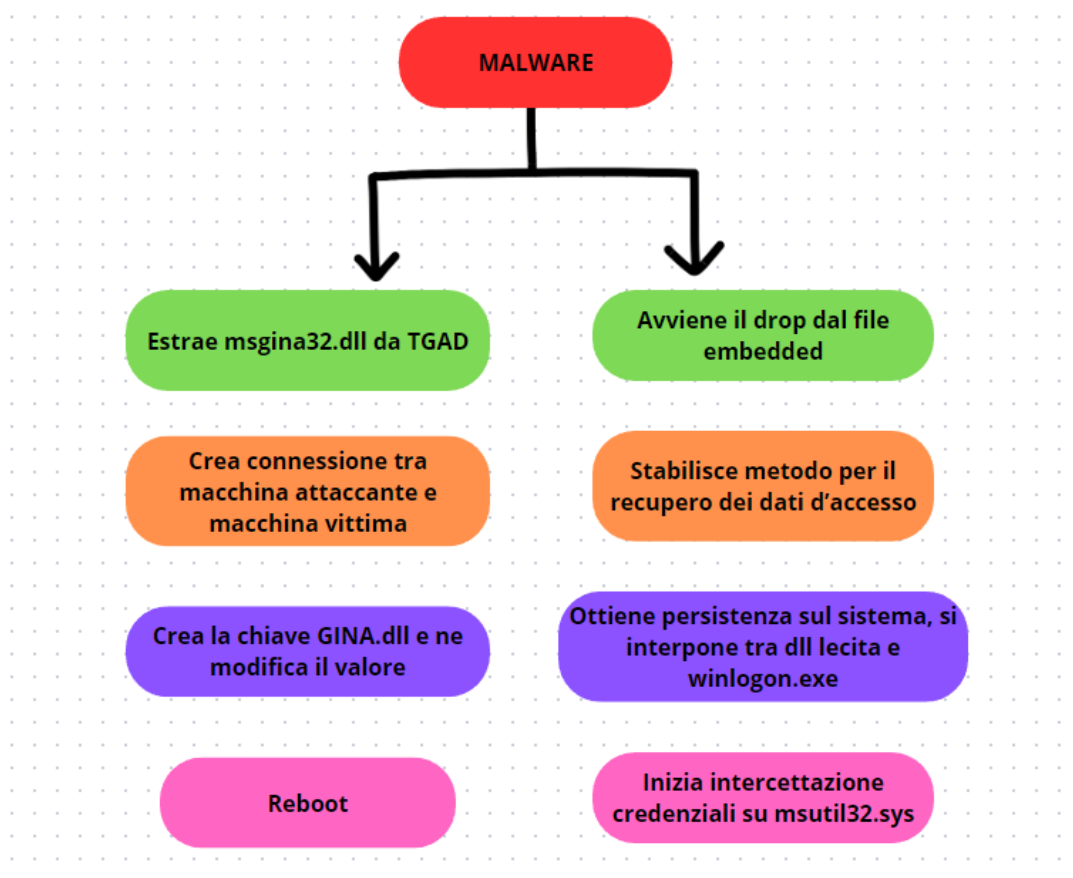 MALWARE
Estrae msgina32.dll da TGAD
Avviene il drop dal file
embedded
Crea connessione tra
macchina attaccante e
macchina vittima
Stabilisce metodo per il
recupero dei dati d’accesso
Crea la chiave GINA.dll e ne
modifica il valore
Ottiene persistenza sul sistema, si
interpone tra dll lecita e
winlogon.exe
Reboot
Inizia intercettazione
credenziali su msutil32.sys